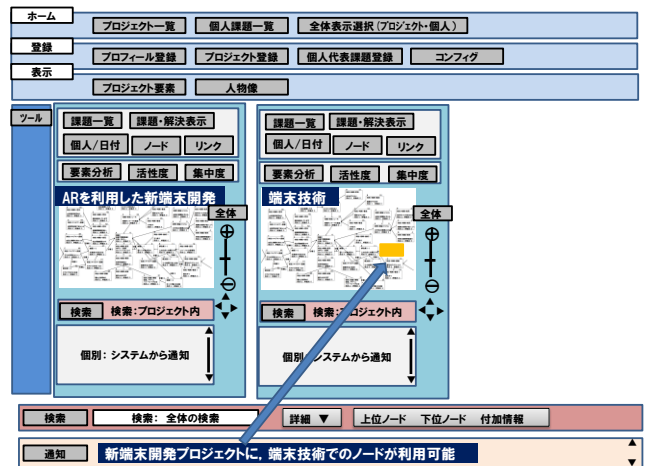 ホーム
プロジェクト一覧 個人課題一覧 全体表示選択(プロジェクト・個人)
登録
プロフィール登録 プロジェクト登録 個人代表課題登録 コンフィグ
表示
プロジェクト要素 人物像
ツール
課題一覧 課題・解決表示
個人/日付 ノード リンク
要素分析 活性度 集中度
ARを利用した新端末開発
全体
検索 検索:プロジェクト内
個別: システムから通知
課題一覧 課題・解決表示
個人/日付 ノード リンク
要素分析 活性度 集中度
端末技術
全体
検索 検索:プロジェクト内
個別: システムから通知
検索 検索: 全体の検索 詳細 ▼ 上位ノード 下位ノード 付加情報
通知 新端末開発プロジェクトに, 端末技術でのノードが利用可能